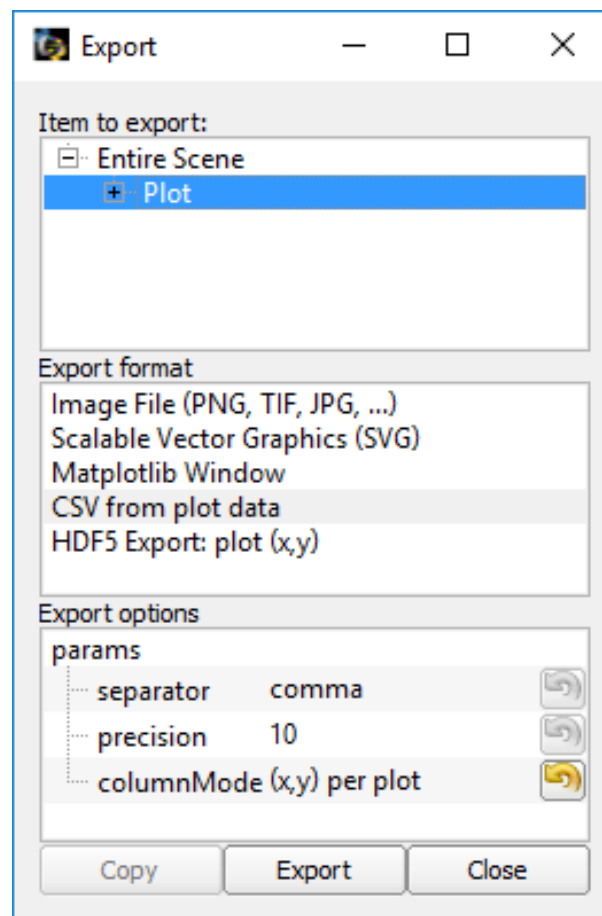 Export
Item to export:
Entire Scene
Plot
Export format
Image File (PNG, TIF, JPG, ...)
Scalable Vector Graphics (SVG)
Matplotlib Window
CSV from plot data
HDF5 Export: plot (x,y)
Export options
params
separator comma
precision 10
columnMode (x,y) per plot
Copy Export Close